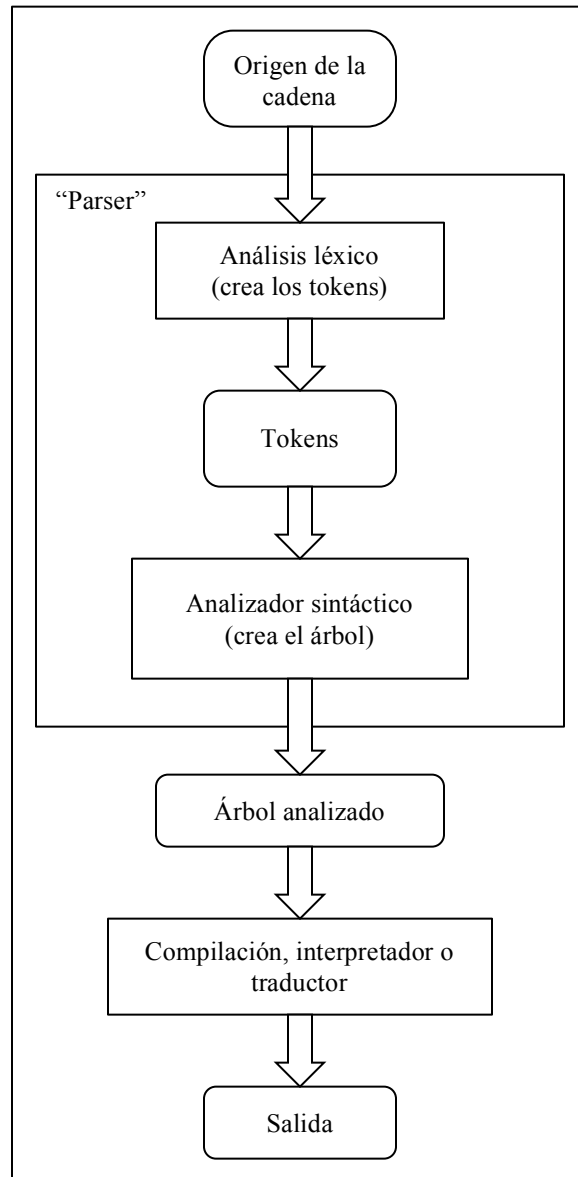 Origen de la
cadena
“Parser”
Análisis léxico
(crea los tokens)
Tokens
Analizador sintáctico
(crea el árbol)
Árbol analizado
Compilación, interpretador o
traductor
Salida